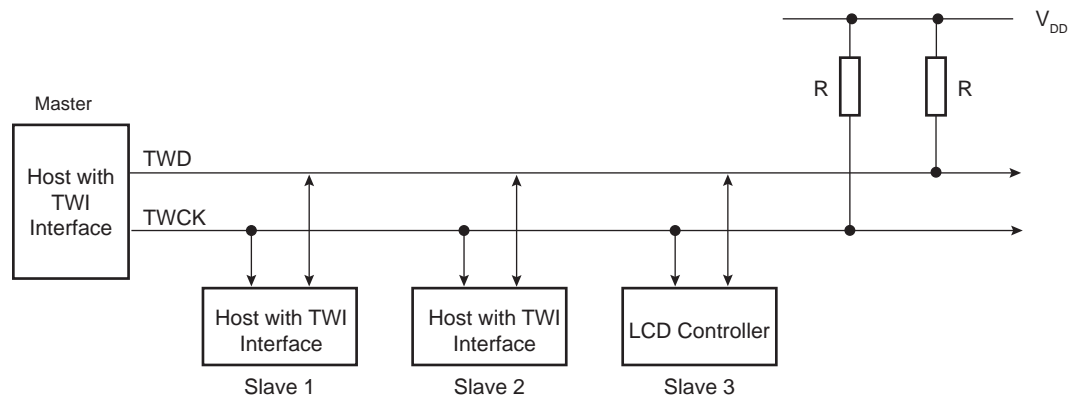 V_DD
R
R
Master
Host with
TWI
Interface
TWD
TWCK
Host with TWI
Interface
Slave 1
Host with TWI
Interface
Slave 2
LCD Controller
Slave 3